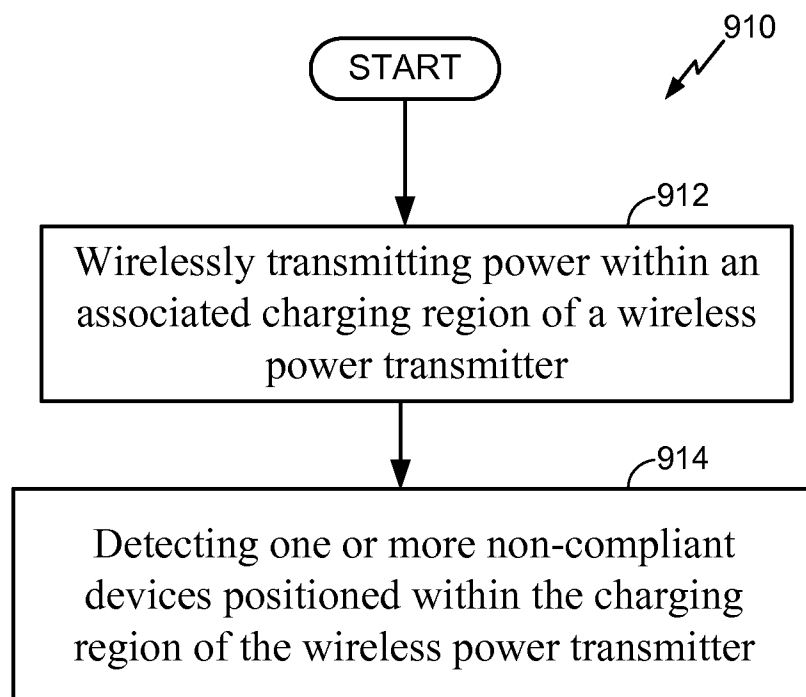 910
START
912
Wirelessly transmitting power within an
associated charging region of a wireless
power transmitter
914
Detecting one or more non-compliant
devices positioned within the charging
region of the wireless power transmitter